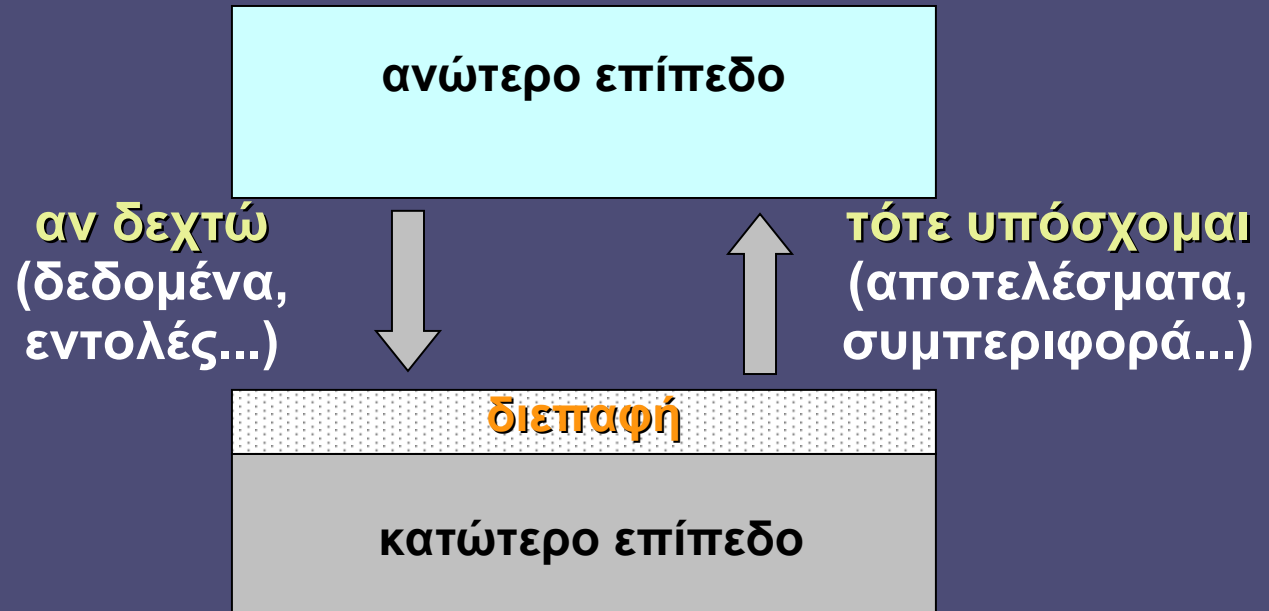 ανώτερο επίπεδο
αν δεχτώ
(δεδομένα,
εντολές...)
τότε υπόσχομαι
(αποτελέσματα,
συμπεριφορά...)
διεπαφή
κατώτερο επίπεδο